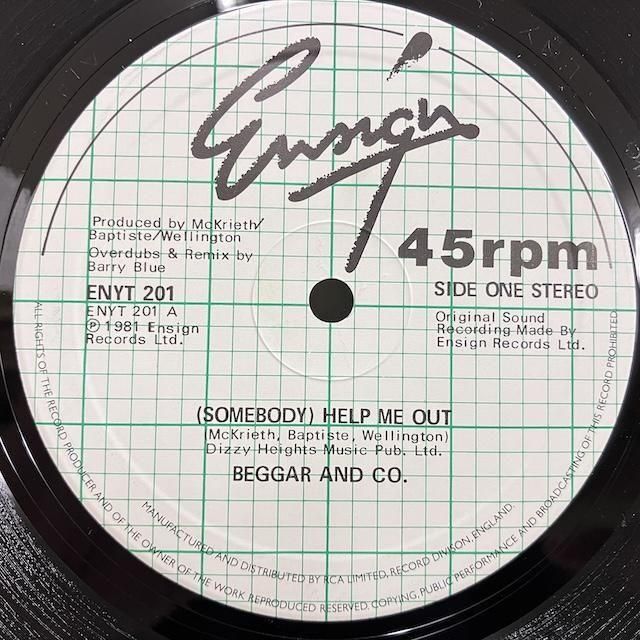 Ensign
Produced by McKrieth/
Baptiste/Wellington
Overdubs & Remix by
Barry Blue
ENYT 201
ENYT 201 A
℗ 1981 Ensign
Records Ltd.
45rpm
SIDE ONE STEREO
Original Sound
Recording Made By
Ensign Records Ltd.
(SOMEBODY) HELP ME OUT
(McKrieth, Baptiste, Wellington)
Dizzy Heights Music Pub. Ltd.
BEGGAR AND CO.
MANUFACTURED AND DISTRIBUTED BY RCA LIMITED, RECORD DIVISON, ENGLAND.
ALL RIGHTS OF THE RECORD PRODUCER AND OF THE OWNER OF THE WORK REPRODUCED RESERVED. COPYING, PUBLIC PERFORMANCE AND BROADCASTING OF THIS RECORD PROHIBITED